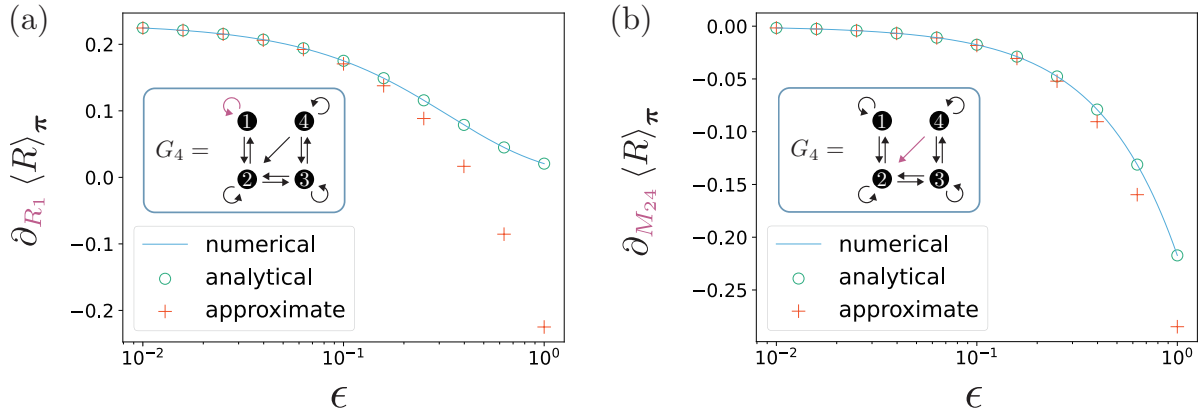 (a)
∂_{R_1} ⟨R⟩_π
0.2
0.1
0.0
−0.1
−0.2
G_4 =
1
4
2
3
numerical
analytical
approximate
10^{-2}
10^{-1}
10^{0}
ϵ
(b)
∂_{M_{24}} ⟨R⟩_π
0.00
−0.05
−0.10
−0.15
−0.20
−0.25
G_4 =
1
4
2
3
numerical
analytical
approximate
10^{-2}
10^{-1}
10^{0}
ϵ